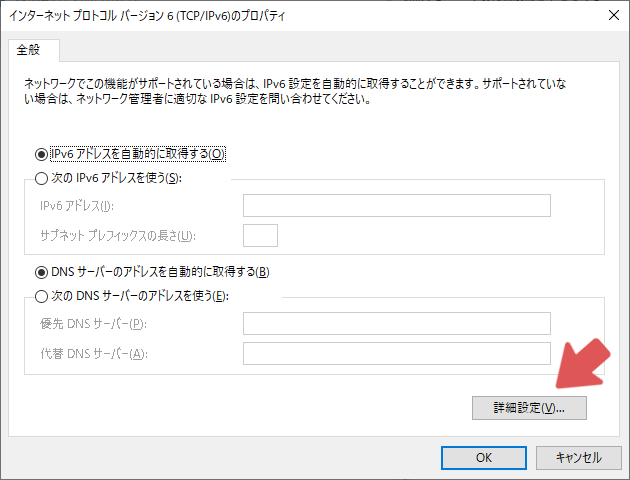 インターネット プロトコル バージョン 6 (TCP/IPv6)のプロパティ
全般
ネットワークでこの機能がサポートされている場合は、IPv6 設定を自動的に取得することができます。サポートされていな
い場合は、ネットワーク管理者に適切な IPv6 設定を問い合わせてください。
IPv6 アドレスを自動的に取得する(O)
次の IPv6 アドレスを使う(S):
IPv6 アドレス(I):
サブネット プレフィックスの長さ(U):
DNS サーバーのアドレスを自動的に取得する(B)
次の DNS サーバーのアドレスを使う(E):
優先 DNS サーバー(P):
代替 DNS サーバー(A):
詳細設定(V)...
OK
キャンセル